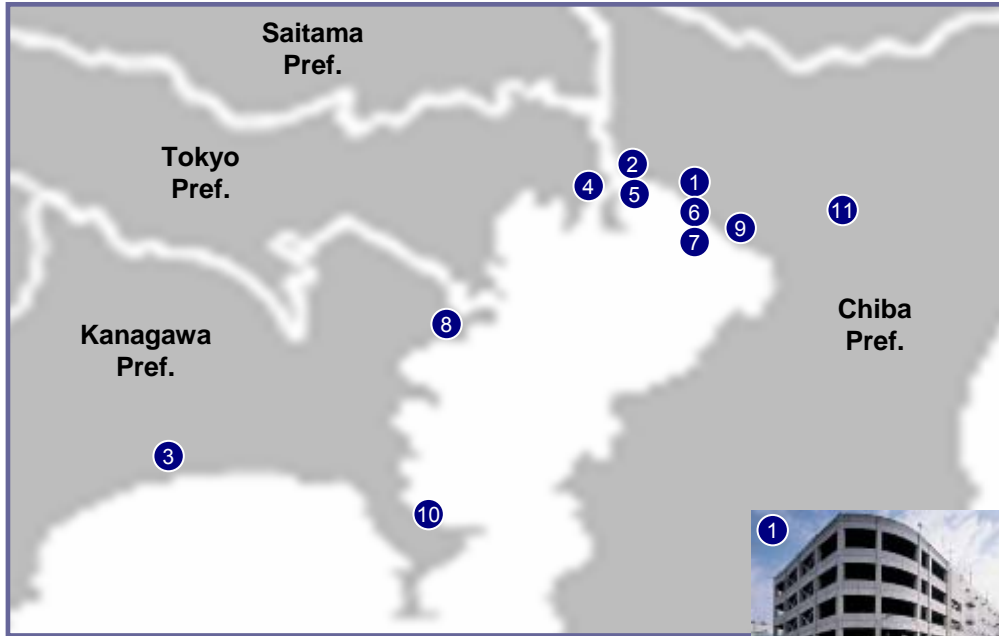 Saitama
Pref.
Tokyo
Pref.
2
4
5
1
6
7
9
11
Chiba
Pref.
8
Kanagawa
Pref.
3
10
1